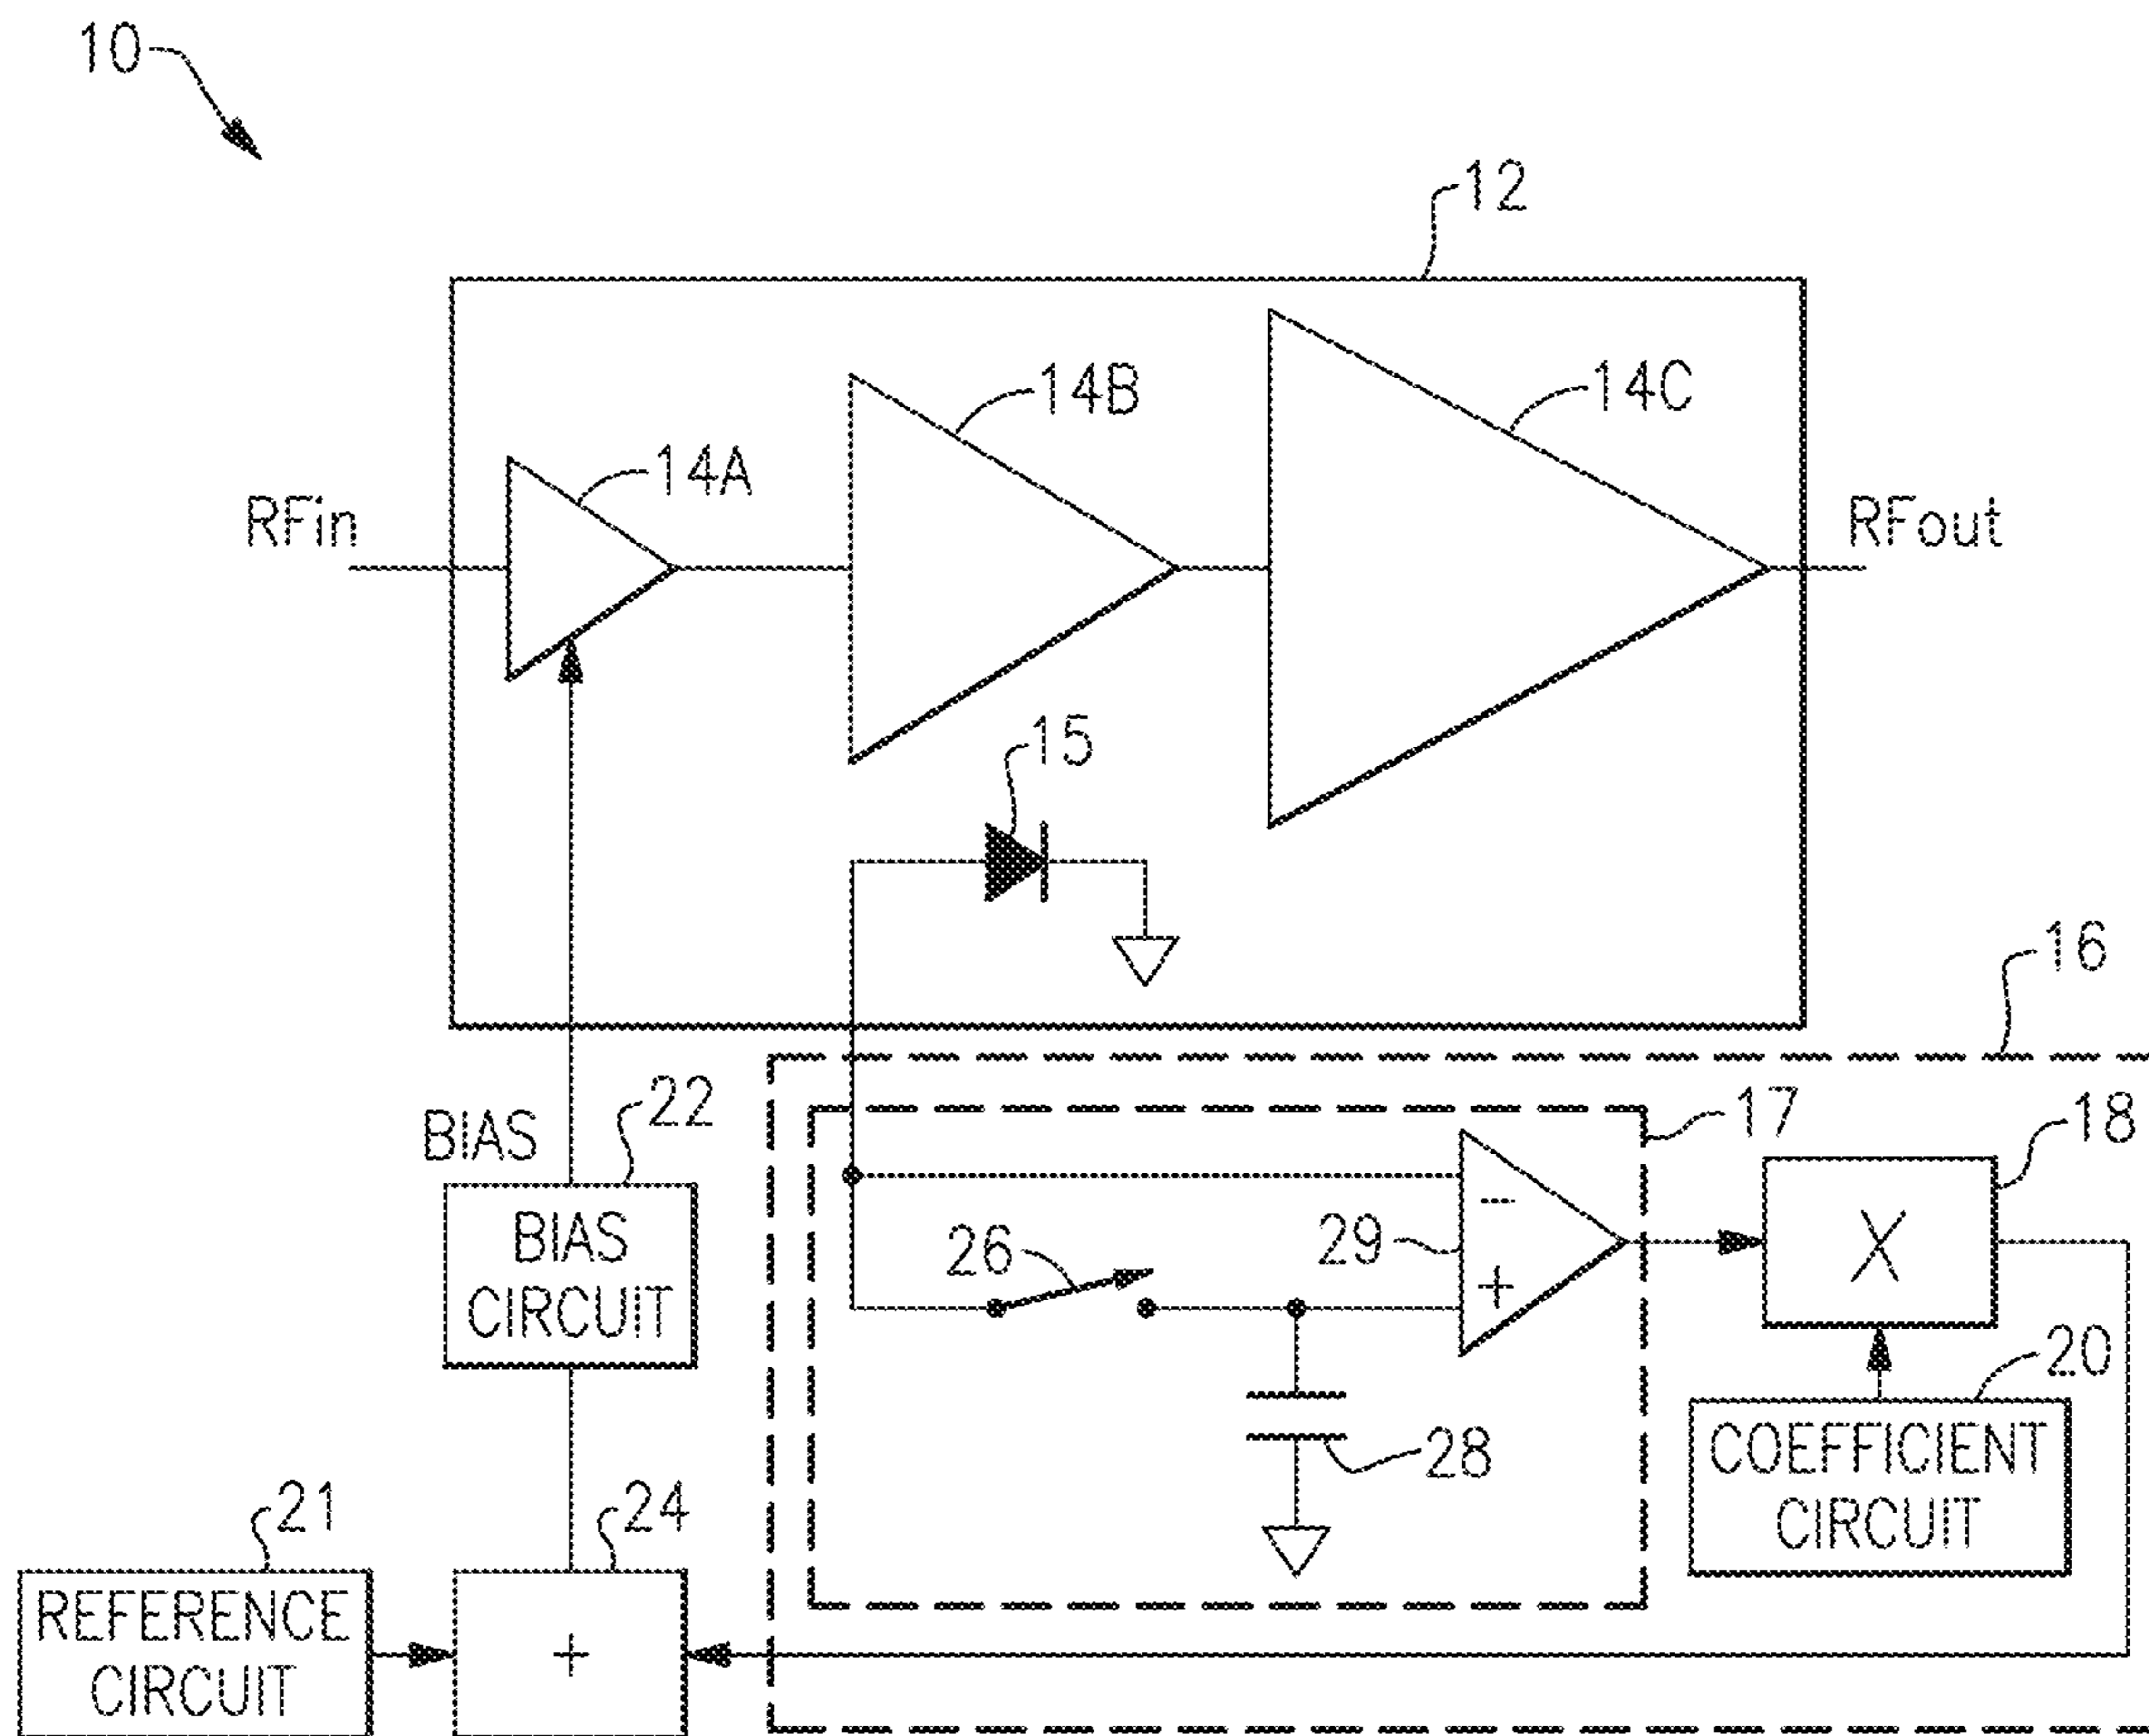 10
12
14A
14B
14C
RFin
RFout
15
16
BIAS
22
17
18
BIAS
CIRCUIT
26
29
−
+
X
20
COEFFICIENT
CIRCUIT
28
21
24
REFERENCE
CIRCUIT
+